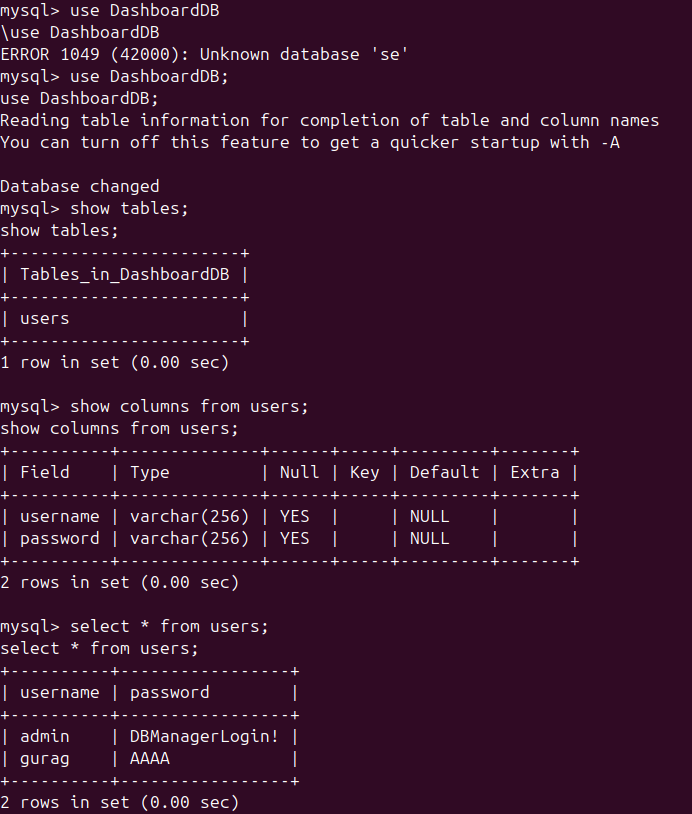 mysql> use DashboardDB
\use DashboardDB
ERROR 1049 (42000): Unknown database 'se'
mysql> use DashboardDB;
use DashboardDB;
Reading table information for completion of table and column names
You can turn off this feature to get a quicker startup with -A

Database changed
mysql> show tables;
show tables;
+-----------------------+
| Tables_in_DashboardDB |
+-----------------------+
| users                 |
+-----------------------+
1 row in set (0.00 sec)

mysql> show columns from users;
show columns from users;
+----------+--------------+------+-----+---------+-------+
| Field    | Type         | Null | Key | Default | Extra |
+----------+--------------+------+-----+---------+-------+
| username | varchar(256) | YES  |     | NULL    |       |
| password | varchar(256) | YES  |     | NULL    |       |
+----------+--------------+------+-----+---------+-------+
2 rows in set (0.00 sec)

mysql> select * from users;
select * from users;
+----------+-----------------+
| username | password        |
+----------+-----------------+
| admin    | DBManagerLogin! |
| gurag    | AAAA            |
+----------+-----------------+
2 rows in set (0.00 sec)